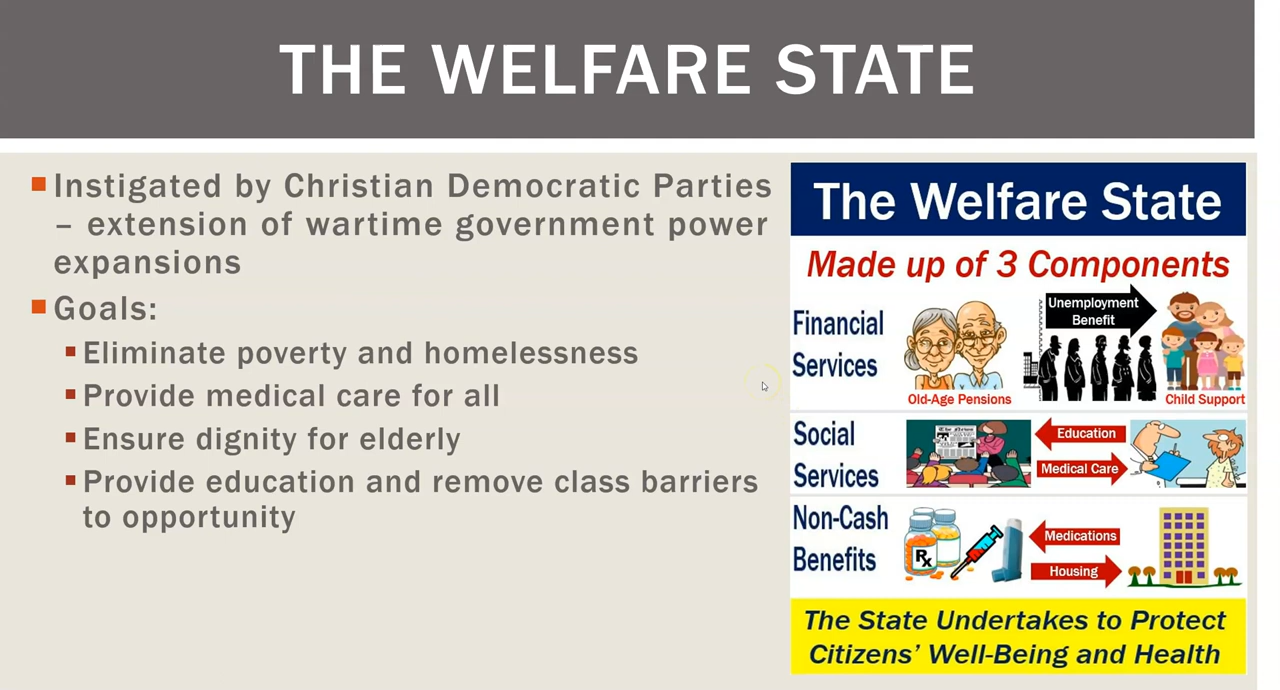 THE WELFARE STATE
Instigated by Christian Democratic Parties
– extension of wartime government power
expansions
Goals:
Eliminate poverty and homelessness
Provide medical care for all
Ensure dignity for elderly
Provide education and remove class barriers
to opportunity
The Welfare State
Made up of 3 Components
Financial
Services
Old-Age Pensions
Unemployment
Benefit
Child Support
Social
Services
The News
Education
Medical Care
Non-Cash
Benefits
Rx
Medications
Housing
The State Undertakes to Protect
Citizens’ Well-Being and Health